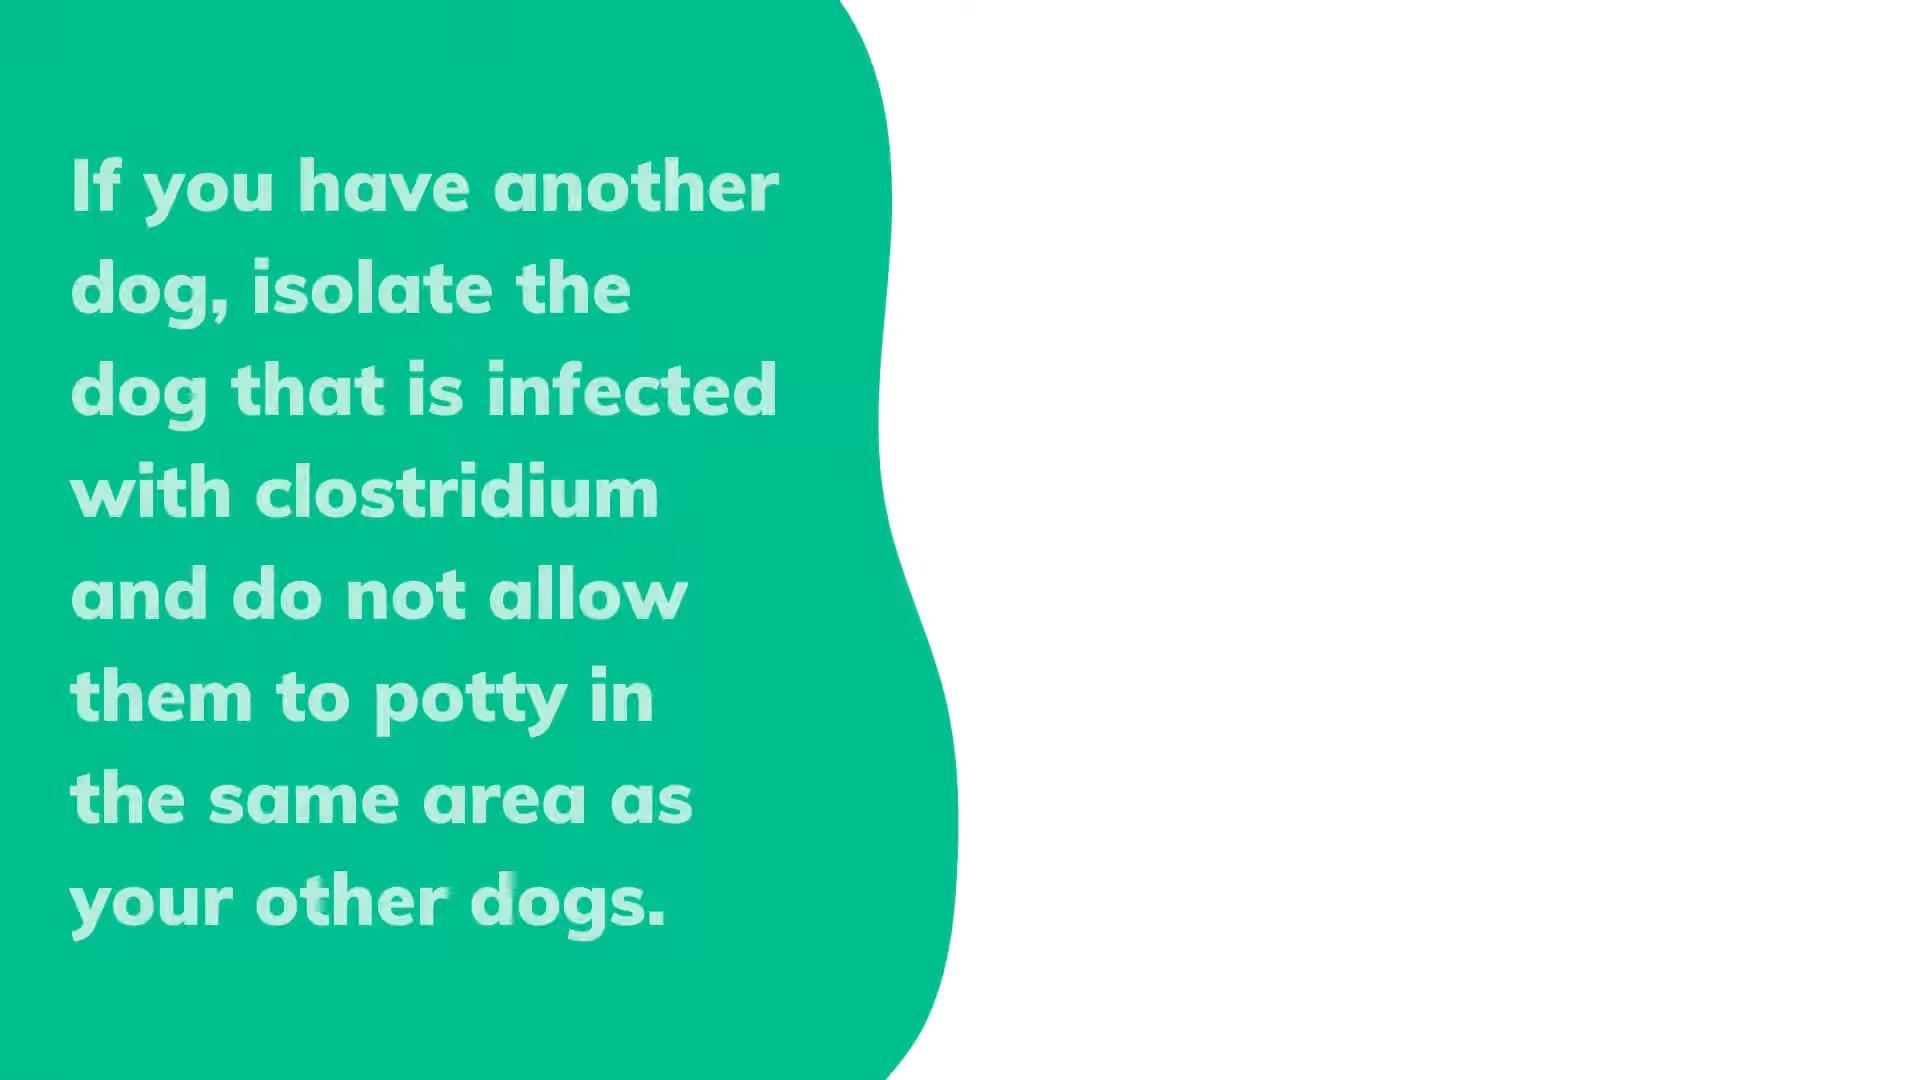 If you have another
dog, isolate the
dog that is infected
with clostridium
and do not allow
them to potty in
the same area as
your other dogs.